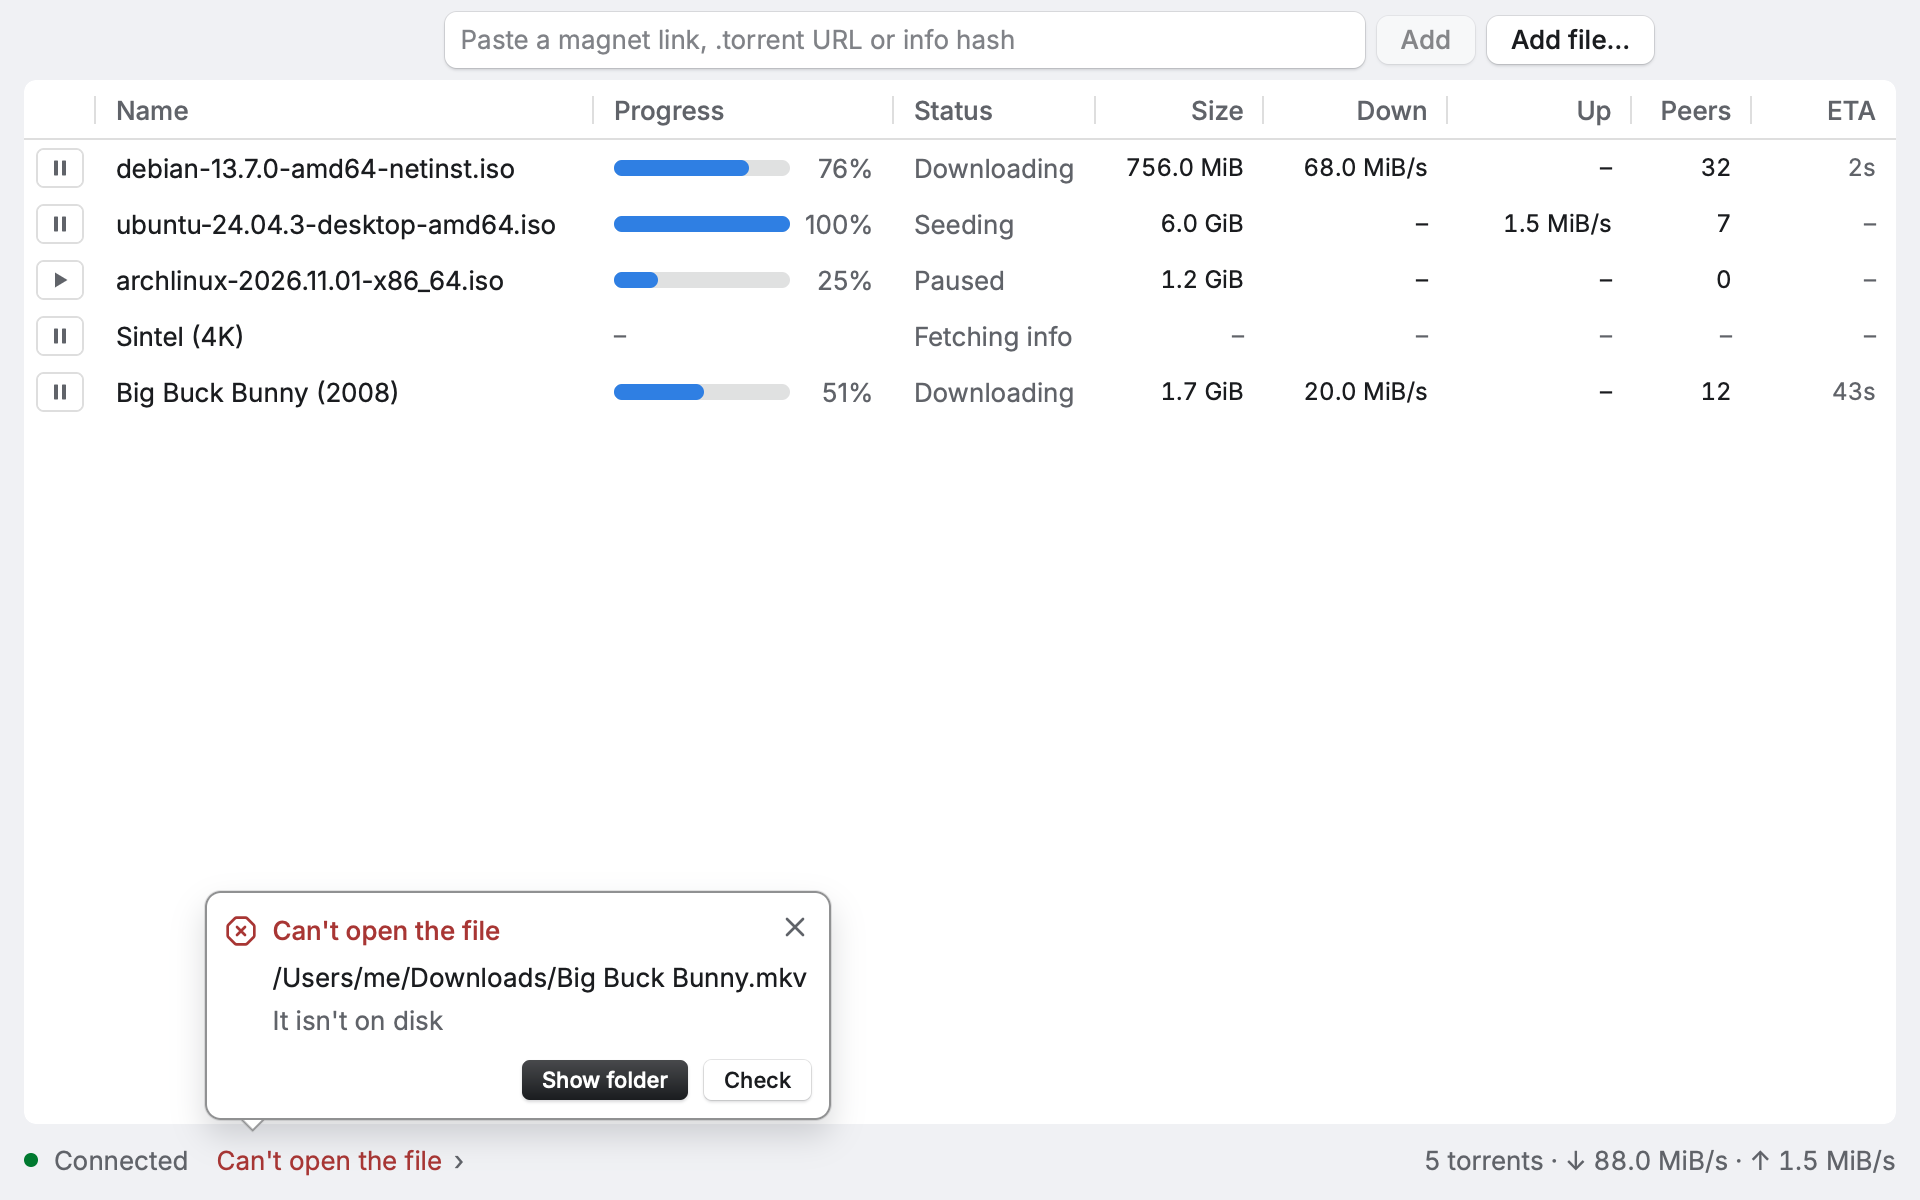 Paste a magnet link, .torrent URL or info hash Add Add file...
Name Progress Status Size Down Up Peers ETA
debian-13.7.0-amd64-netinst.iso 76% Downloading 756.0 MiB 68.0 MiB/s – 32 2s
ubuntu-24.04.3-desktop-amd64.iso 100% Seeding 6.0 GiB – 1.5 MiB/s 7 –
archlinux-2026.11.01-x86_64.iso 25% Paused 1.2 GiB – – 0 –
Sintel (4K) – Fetching info – – – – –
Big Buck Bunny (2008) 51% Downloading 1.7 GiB 20.0 MiB/s – 12 43s
Can't open the file
/Users/me/Downloads/Big Buck Bunny.mkv
It isn't on disk
Show folder Check
Connected Can't open the file › 5 torrents · ↓ 88.0 MiB/s · ↑ 1.5 MiB/s